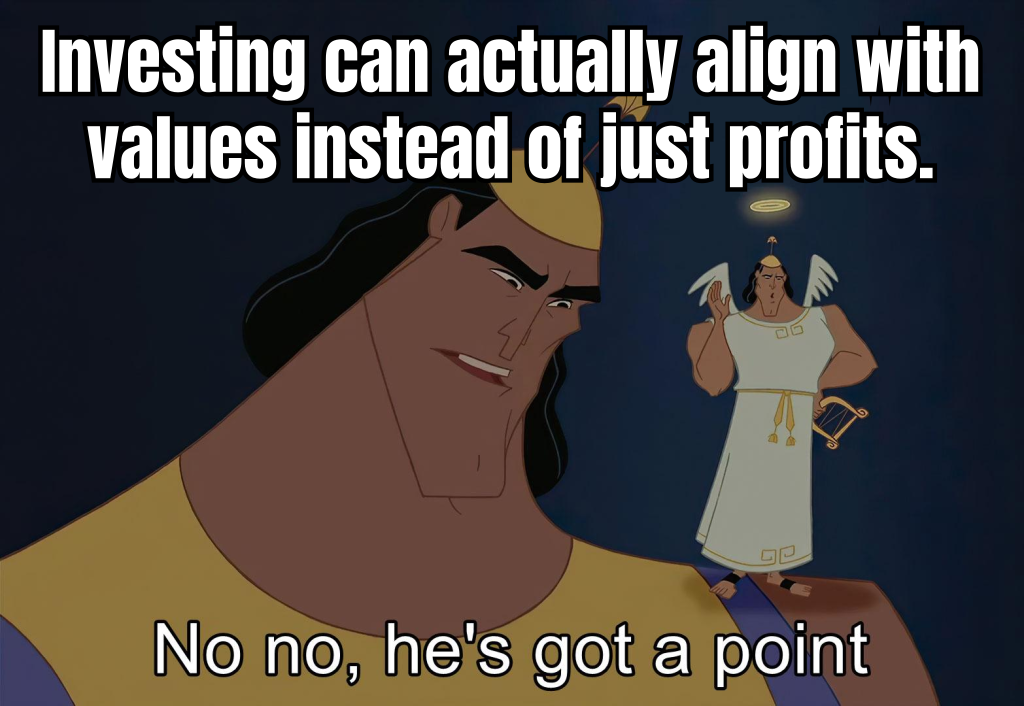 Investing can actually align with
values instead of just profits.
No no, he's got a point